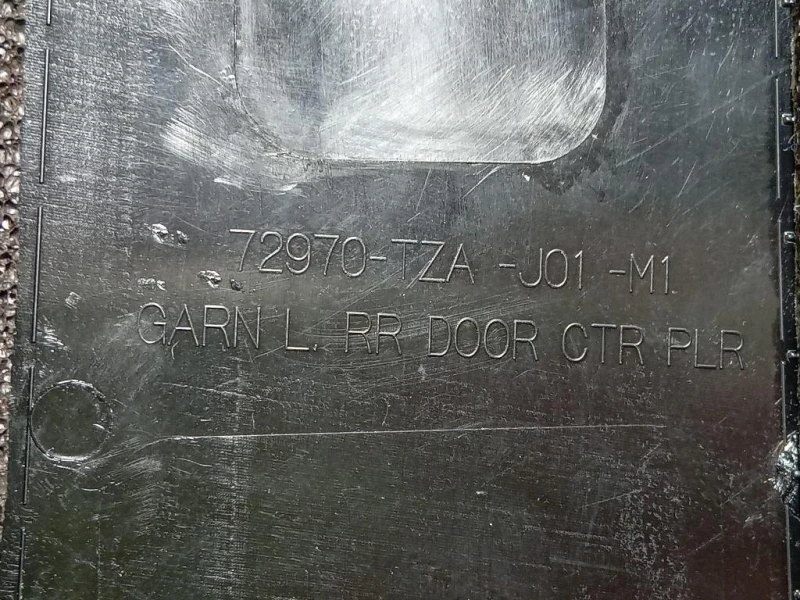 72970-TZA -J01 -M1
GARN L. RR DOOR CTR PLR